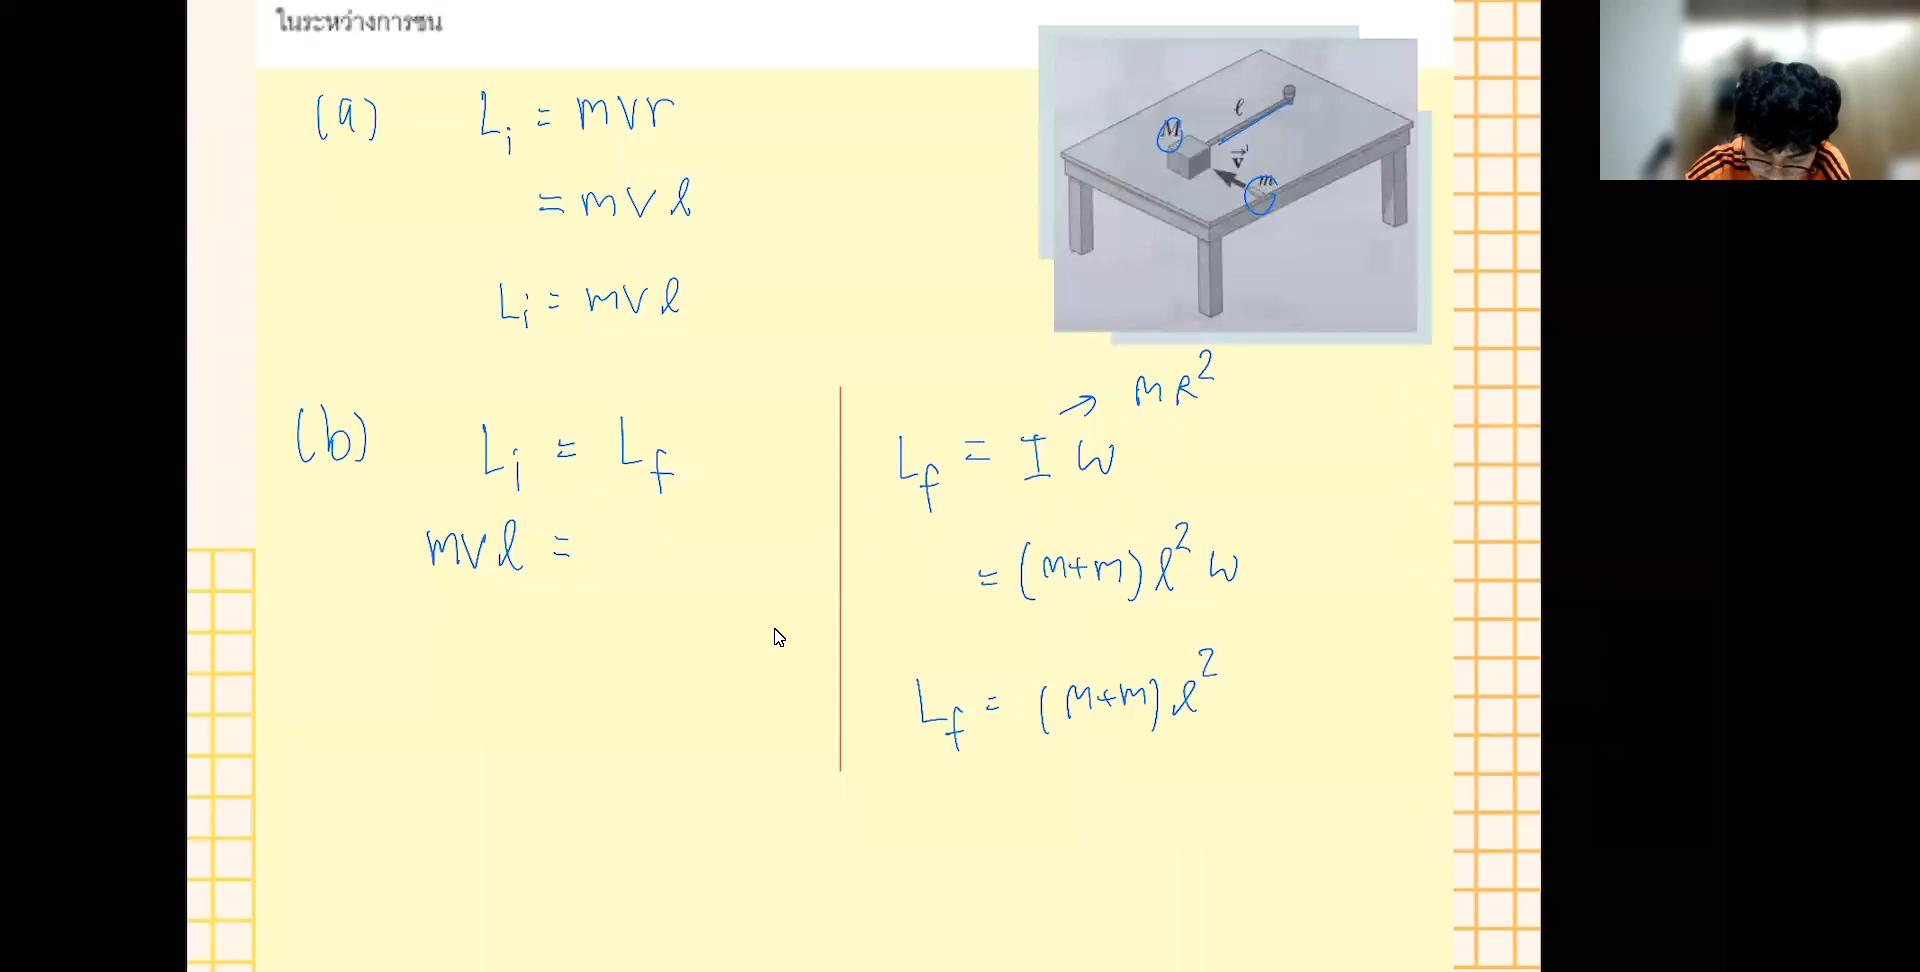 ในระหว่างการชน
(a) Li = mvr
= mvl
Li = mvl
M
ℓ
v
m
(b) Li = Lf
mvl =
→ MR²
Lf = I ω
= (M+m) l² ω
Lf = (M+m) l²